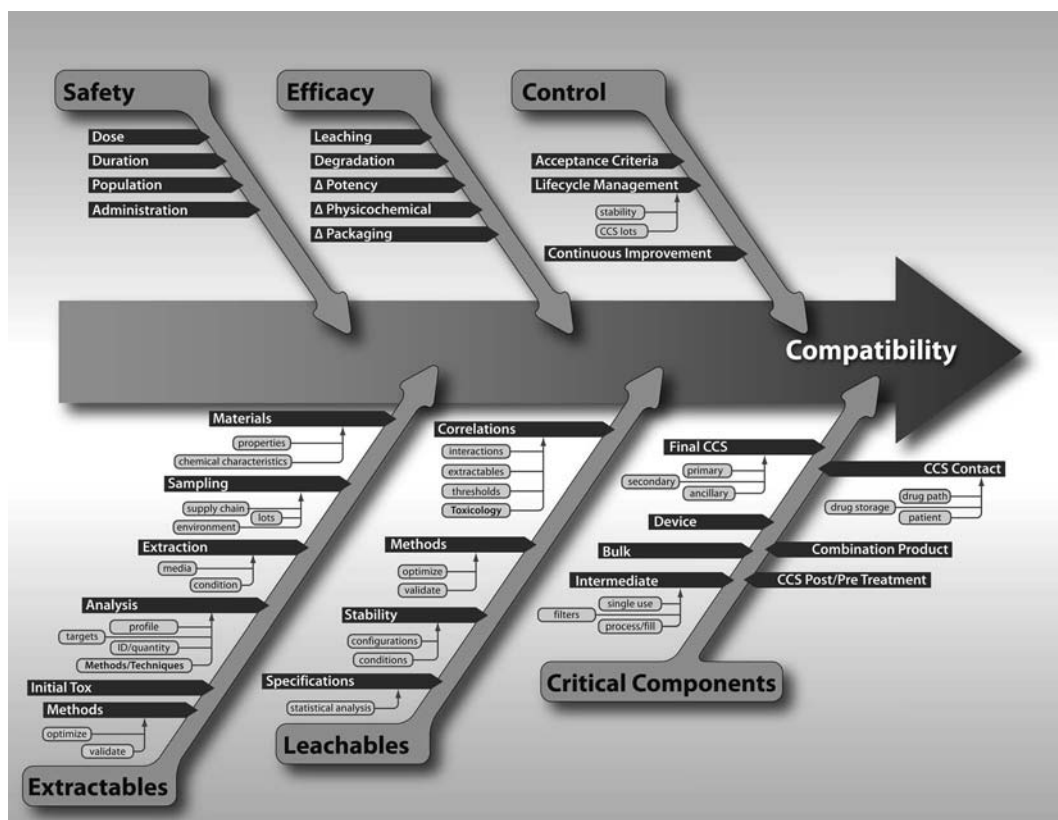 Safety
Dose
Duration
Population
Administration
Efficacy
Leaching
Degradation
Δ Potency
Δ Physicochemical
Δ Packaging
Control
Acceptance Criteria
Lifecycle Management
stability
CCS lots
Continuous Improvement
Compatibility
Materials
properties
chemical characteristics
Sampling
supply chain
lots
environment
Extraction
media
condition
Analysis
profile
targets
ID/quantity
Methods/Techniques
Initial Tox
Methods
optimize
validate
Extractables
Correlations
interactions
extractables
thresholds
Toxicology
Methods
optimize
validate
Stability
configurations
conditions
Specifications
statistical analysis
Leachables
Final CCS
primary
secondary
ancillary
CCS Contact
drug path
drug storage
patient
Device
Bulk
Combination Product
Intermediate
CCS Post/Pre Treatment
single use
filters
process/fill
Critical Components